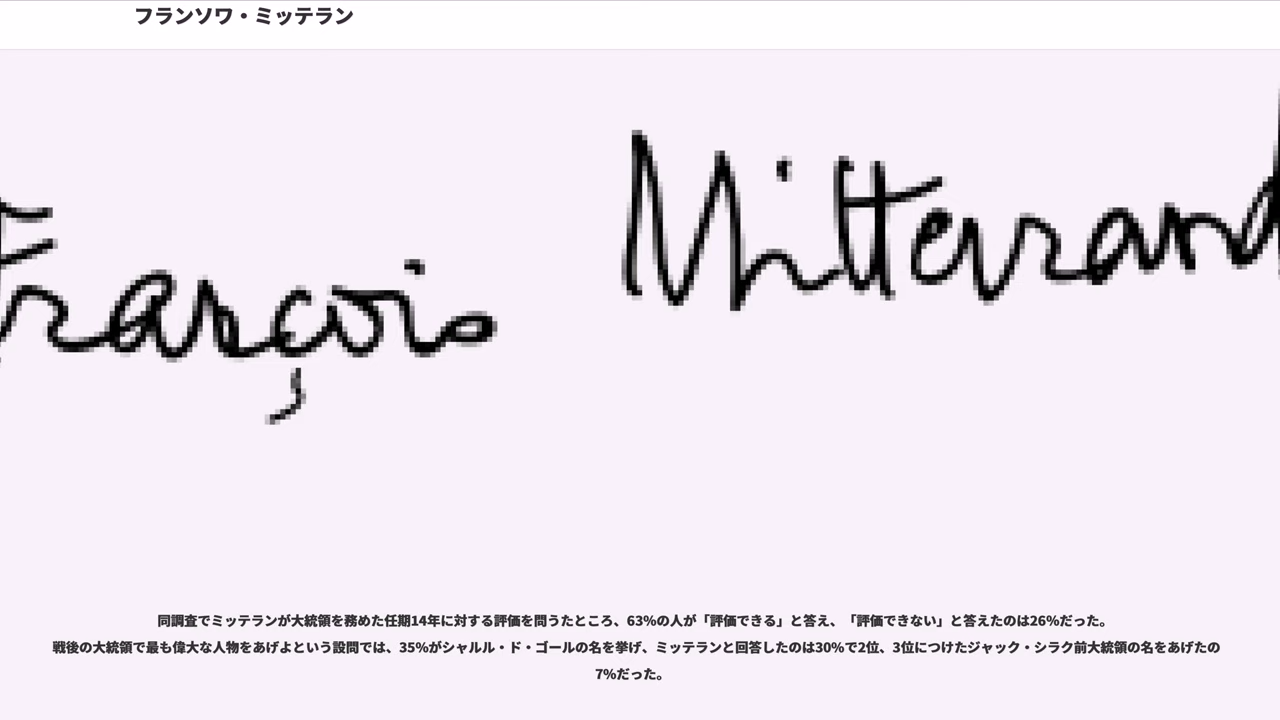 フランソワ・ミッテラン
François Mitterrand
同調査でミッテランが大統領を務めた任期14年に対する評価を問うたところ、63%の人が「評価できる」と答え、「評価できない」と答えたのは26%だった。
戦後の大統領で最も偉大な人物をあげよという設問では、35%がシャルル・ド・ゴールの名を挙げ、ミッテランと回答したのは30%で2位、3位につけたジャック・シラク前大統領の名をあげたの
7%だった。